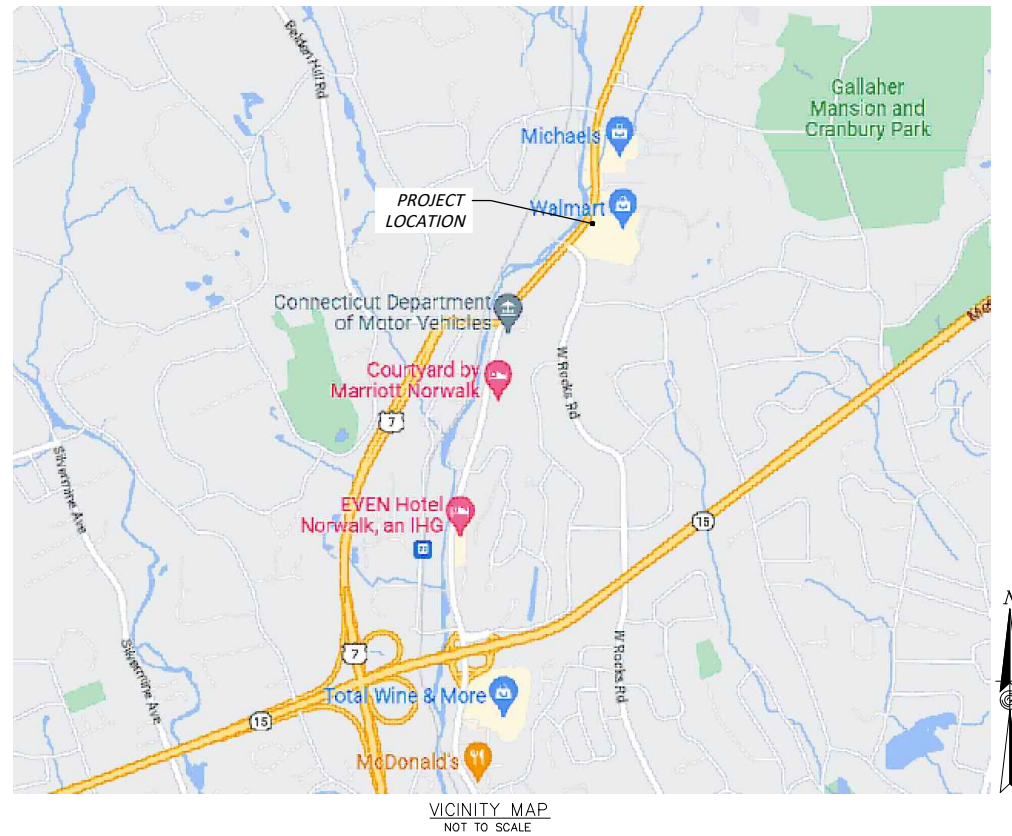 Belden Hill Rd
Gallaher
Mansion and
Cranbury Park
Michaels
PROJECT
LOCATION
Walmart
Connecticut Department
of Motor Vehicles
Courtyard by
Marriott Norwalk
W Rocks Rd
7
Silvermine Ave
EVEN Hotel
Norwalk, an IHG
15
N
7
Silvermine Ave
W Rocks Rd
Total Wine & More
15
McDonald's
VICINITY MAP
NOT TO SCALE